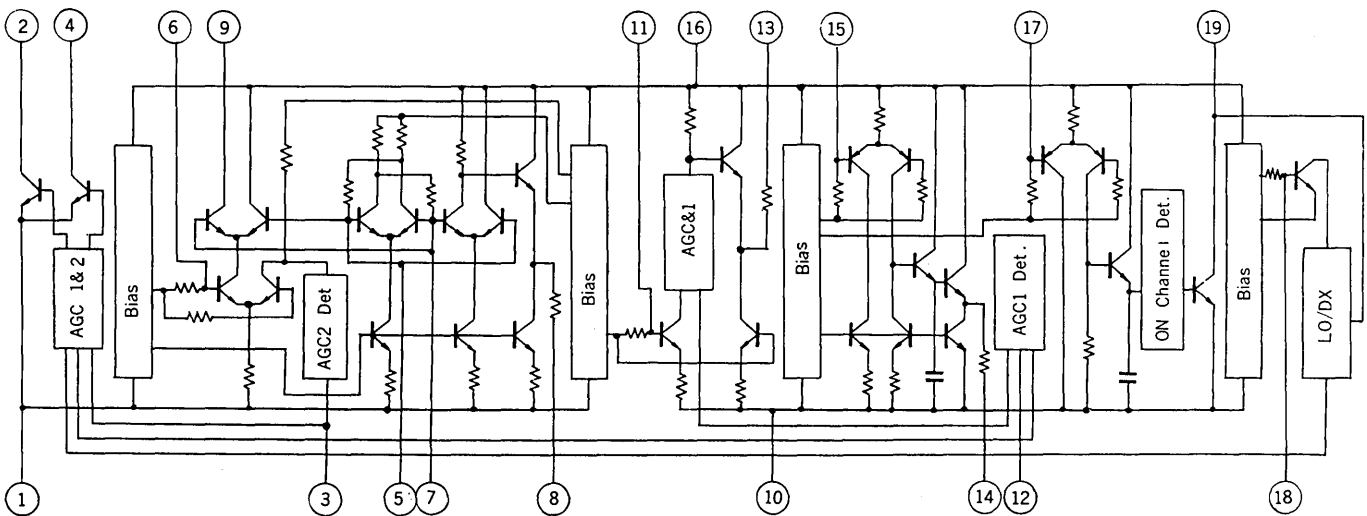 2
4
6
9
11
16
13
15
17
19
AGC 1 & 2
Bias
AGC2 Det
Bias
AGC&1
Bias
AGC1 Det.
ON Channel Det.
Bias
LO/DX
1
3
5
7
8
10
14
12
18